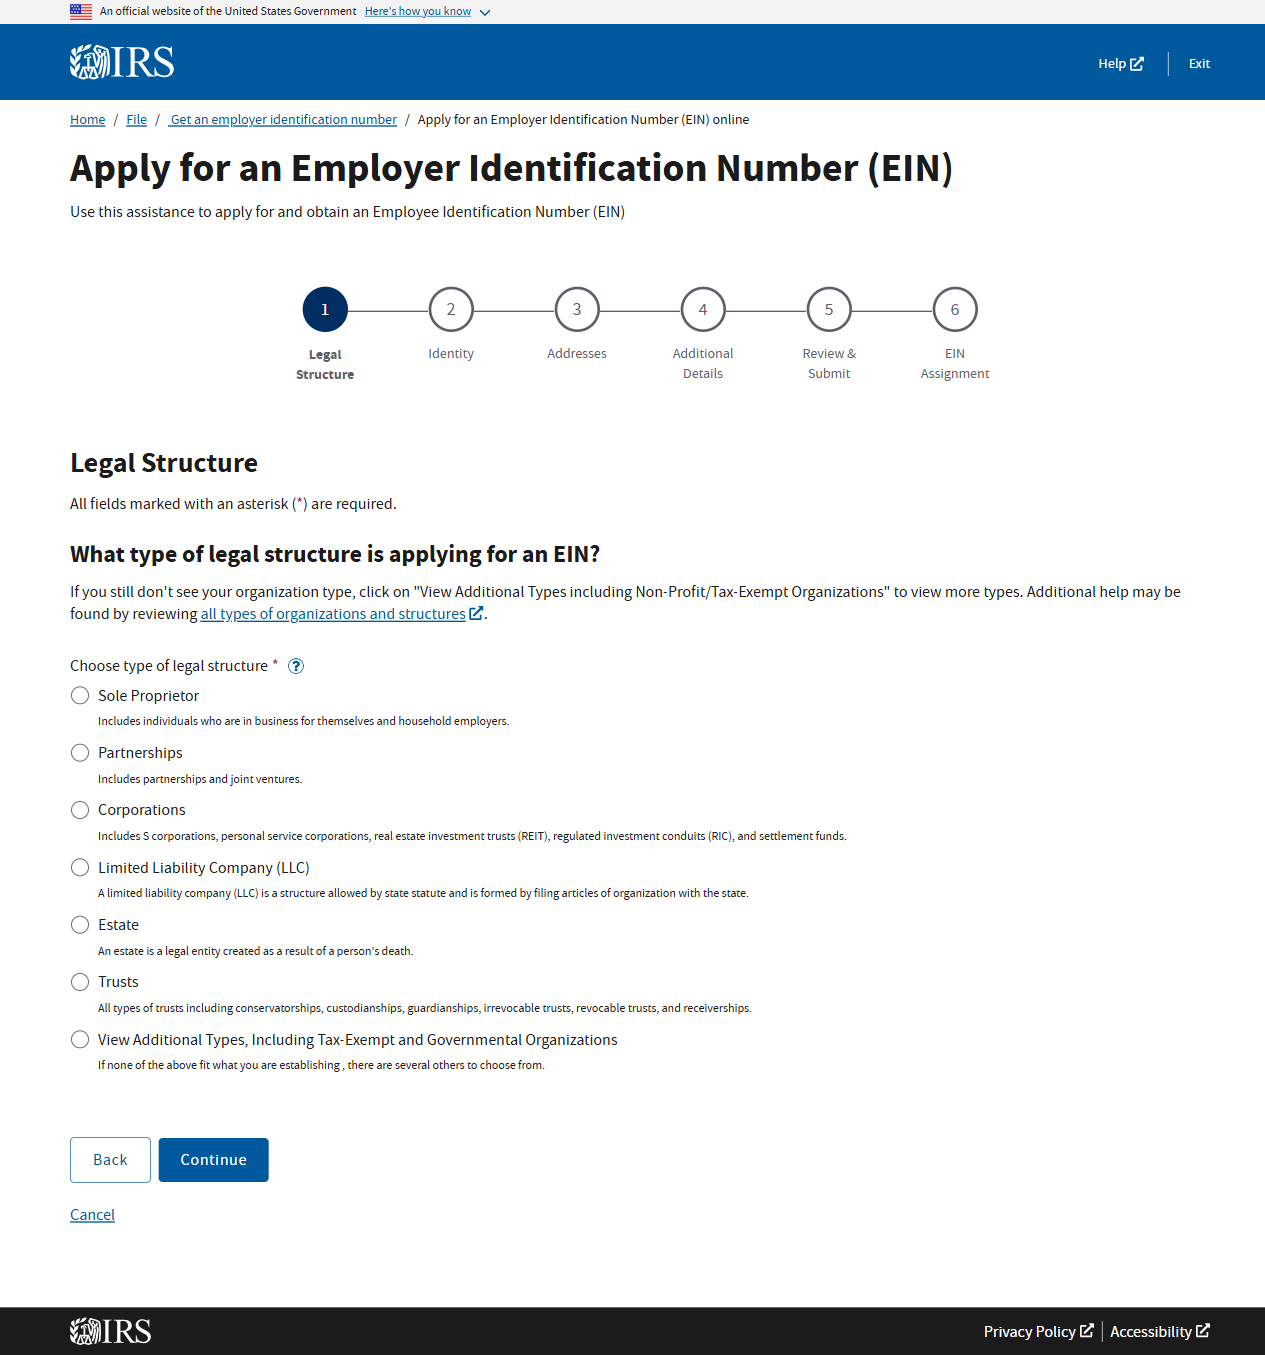 An official website of the United States Government Here's how you know
IRS
Help
Exit
Home / File / Get an employer identification number / Apply for an Employer Identification Number (EIN) online
Apply for an Employer Identification Number (EIN)
Use this assistance to apply for and obtain an Employee Identification Number (EIN)
1 2 3 4 5 6
Legal Structure
Identity
Addresses
Additional Details
Review & Submit
EIN Assignment
Legal Structure
All fields marked with an asterisk (*) are required.
What type of legal structure is applying for an EIN?
If you still don't see your organization type, click on "View Additional Types including Non-Profit/Tax-Exempt Organizations" to view more types. Additional help may be
found by reviewing all types of organizations and structures.
Choose type of legal structure * ?
Sole Proprietor
Includes individuals who are in business for themselves and household employers.
Partnerships
Includes partnerships and joint ventures.
Corporations
Includes S corporations, personal service corporations, real estate investment trusts (REIT), regulated investment conduits (RIC), and settlement funds.
Limited Liability Company (LLC)
A limited liability company (LLC) is a structure allowed by state statute and is formed by filing articles of organization with the state.
Estate
An estate is a legal entity created as a result of a person's death.
Trusts
All types of trusts including conservatorships, custodianships, guardianships, irrevocable trusts, revocable trusts, and receiverships.
View Additional Types, Including Tax-Exempt and Governmental Organizations
If none of the above fit what you are establishing , there are several others to choose from.
Back
Continue
Cancel
IRS
Privacy Policy
Accessibility